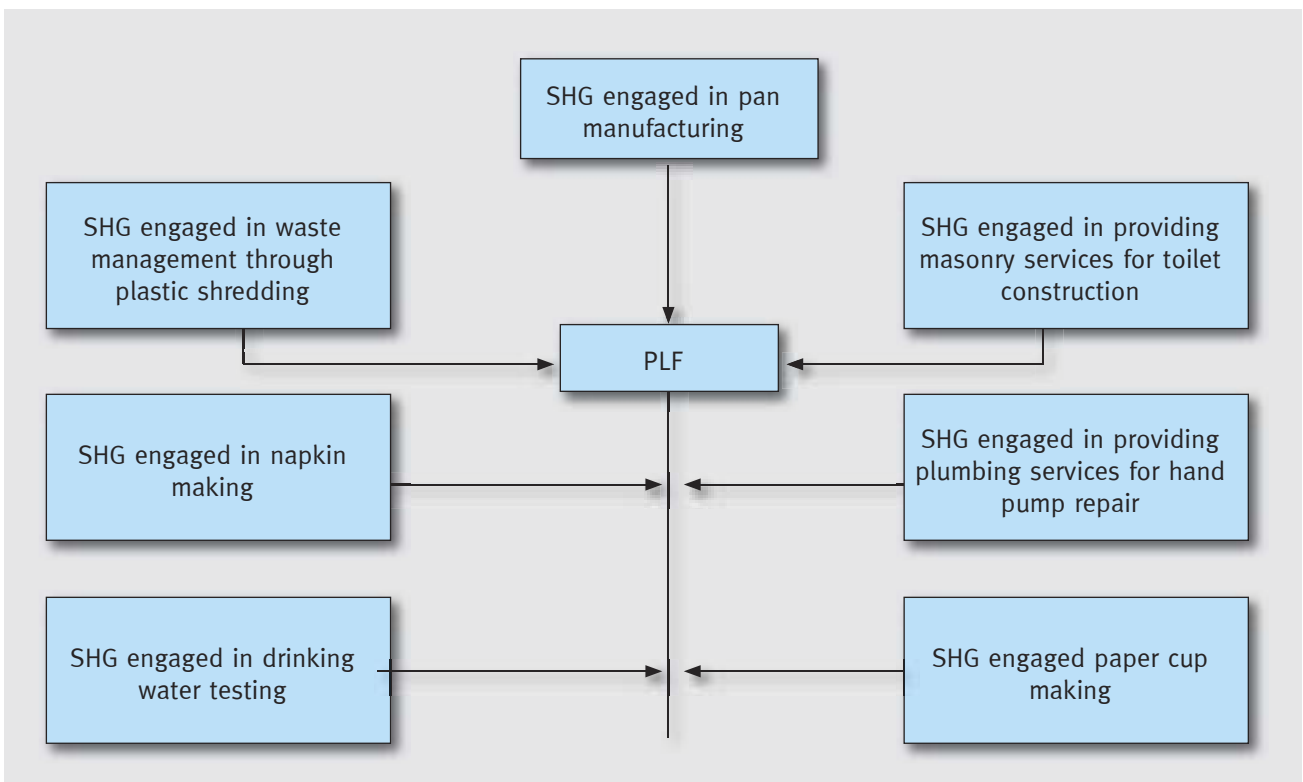 SHG engaged in pan
manufacturing
SHG engaged in waste
management through
plastic shredding
SHG engaged in providing
masonry services for toilet
construction
PLF
SHG engaged in napkin
making
SHG engaged in providing
plumbing services for hand
pump repair
SHG engaged in drinking
water testing
SHG engaged paper cup
making